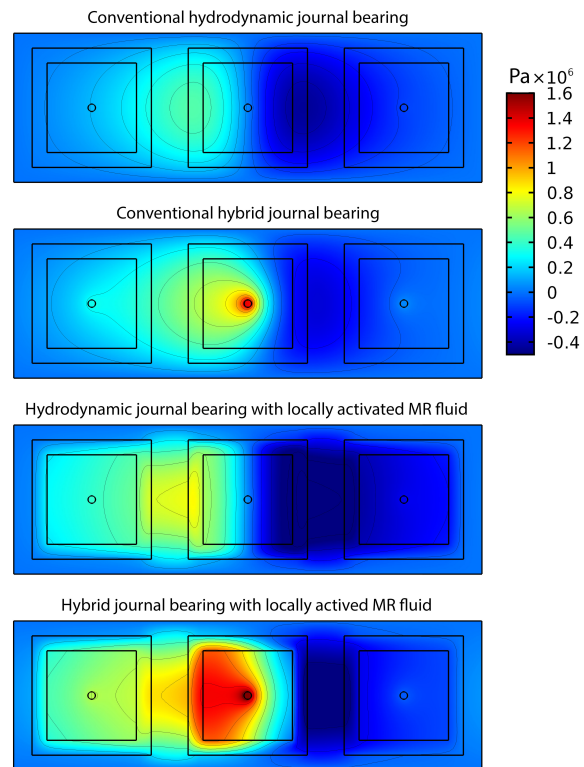 Conventional hydrodynamic journal bearing
Pa×10⁶
1.6
1.4
1.2
1
0.8
0.6
0.4
0.2
0
-0.2
-0.4
Conventional hybrid journal bearing
Hydrodynamic journal bearing with locally activated MR fluid
Hybrid journal bearing with locally actived MR fluid